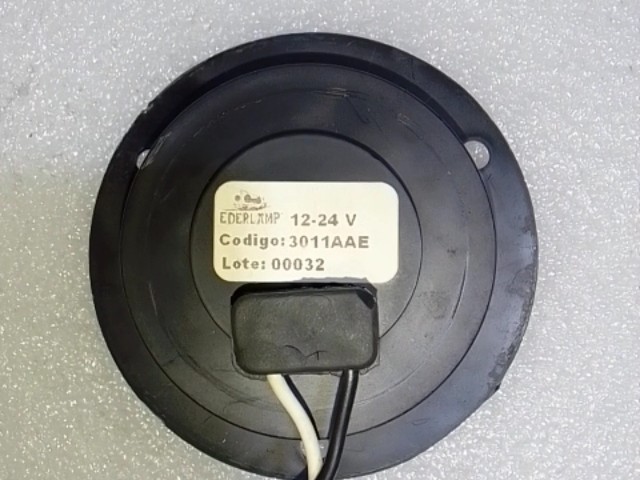 EDERLAMP 12-24 V
Codigo: 3011AAE
Lote: 00032